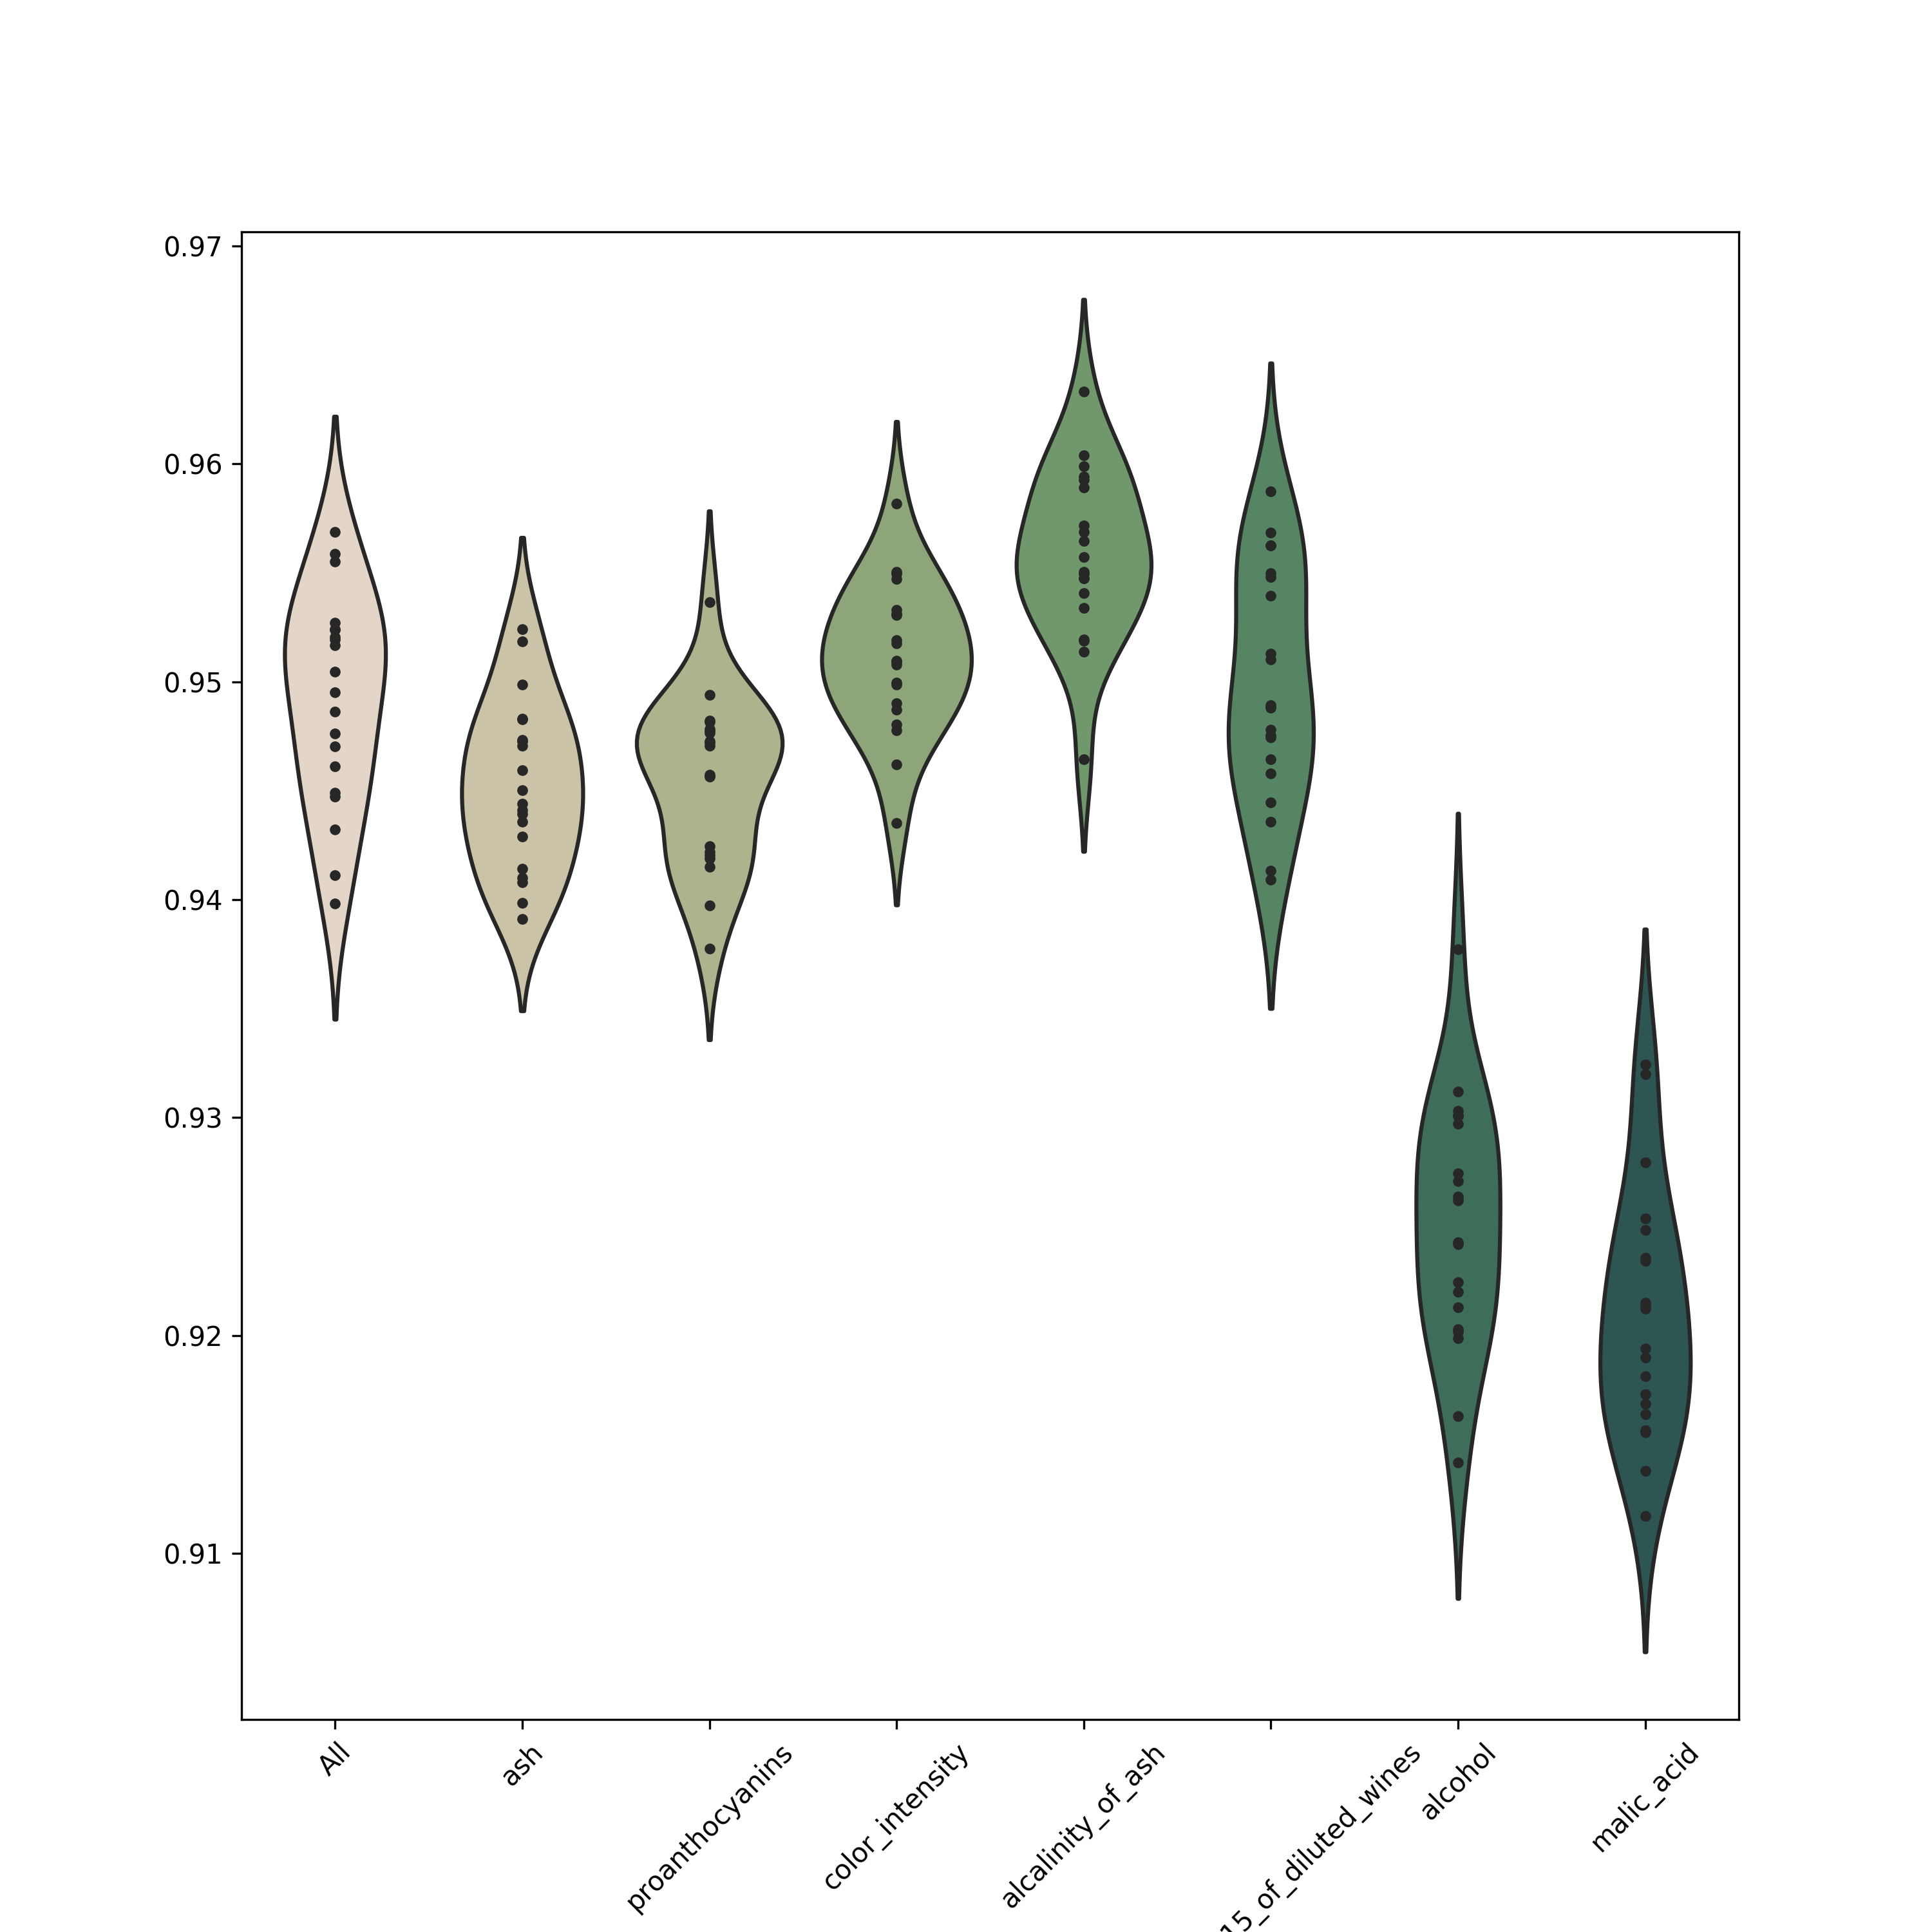 0.97
0.96
0.95
0.94
0.93
0.92
0.91
All
ash
proanthocyanins
color_intensity
alcalinity_of_ash
15_of_diluted_wines
alcohol
malic_acid